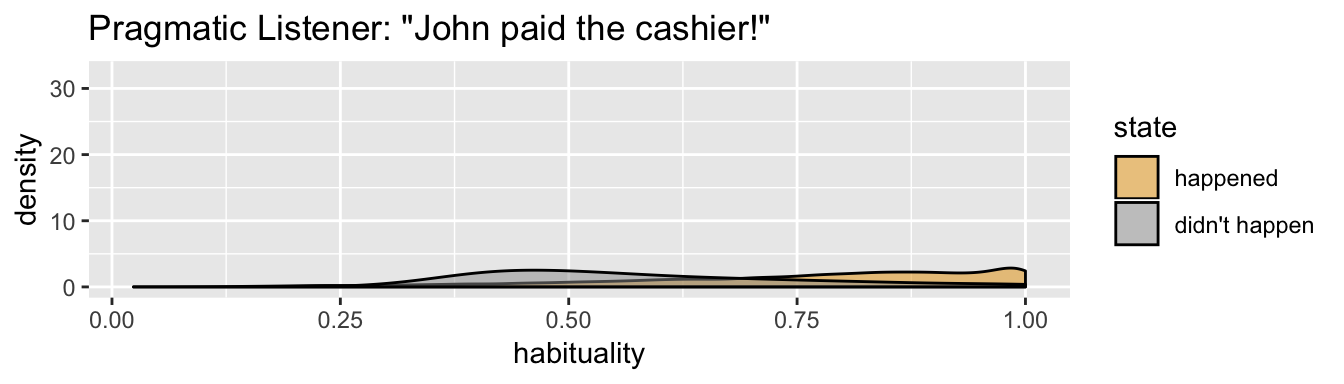 Pragmatic Listener: "John paid the cashier!"
30
20
10
0
density
0.00 0.25 0.50 0.75 1.00
habituality
state
happened
didn't happen